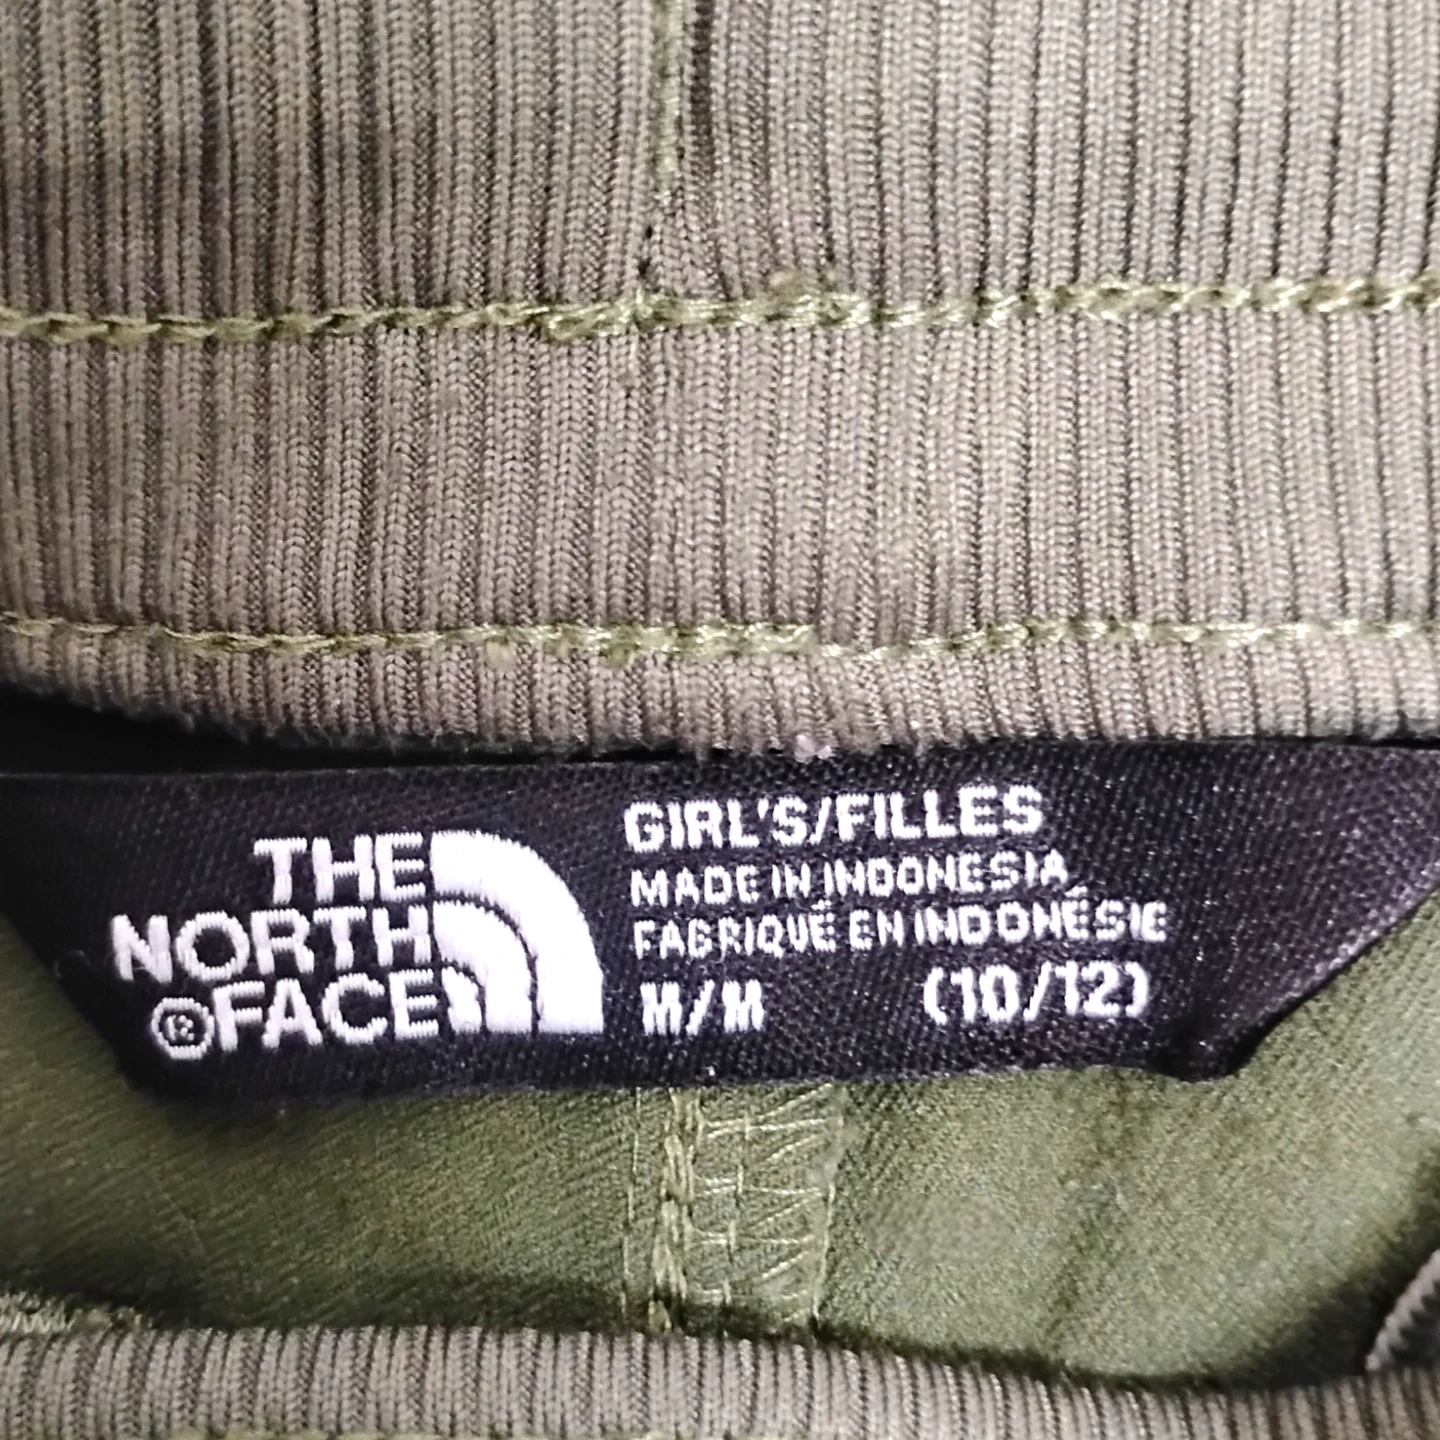 THE
NORTH
®FACE
GIRL'S/FILLES
MADE IN INDONESIA
FABRIQUÉ EN INDONÉSIE
M/M (10/12)